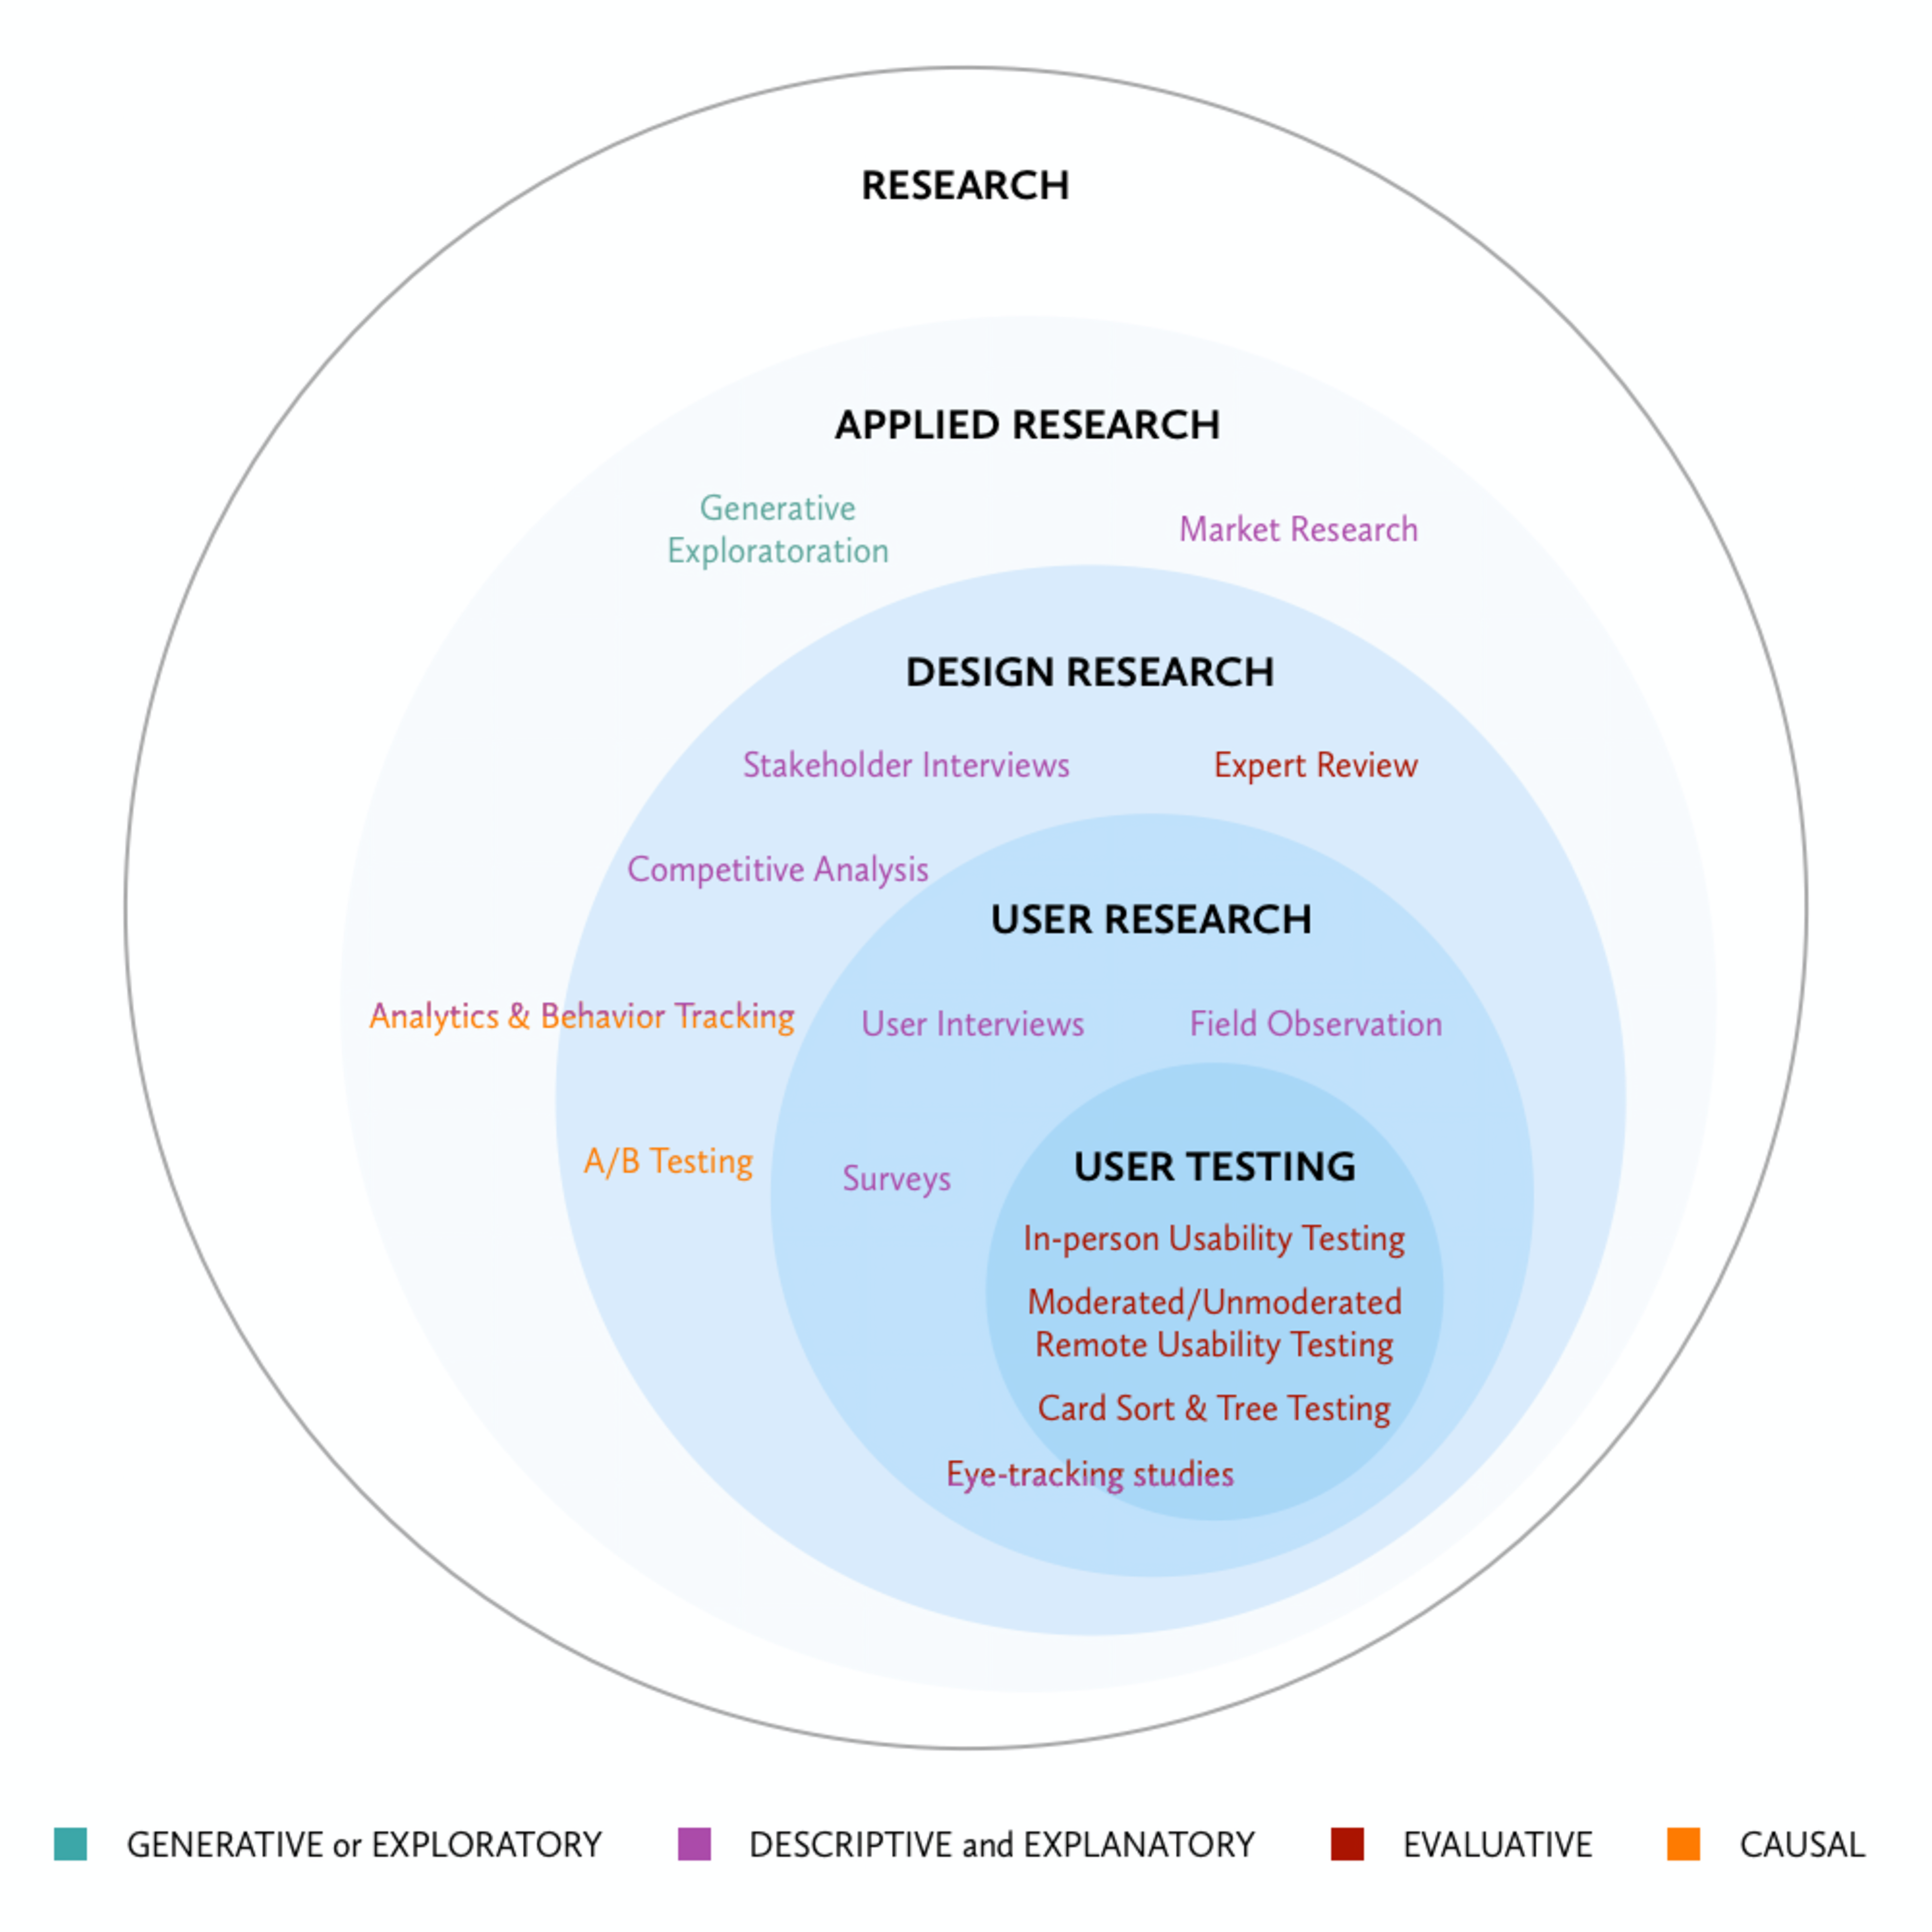 RESEARCH
APPLIED RESEARCH
Generative
Exploratoration
Market Research
DESIGN RESEARCH
Stakeholder Interviews
Expert Review
Competitive Analysis
USER RESEARCH
Analytics & Behavior Tracking
User Interviews
Field Observation
A/B Testing
Surveys
USER TESTING
In-person Usability Testing
Moderated/Unmoderated
Remote Usability Testing
Card Sort & Tree Testing
Eye-tracking studies
GENERATIVE or EXPLORATORY
DESCRIPTIVE and EXPLANATORY
EVALUATIVE
CAUSAL